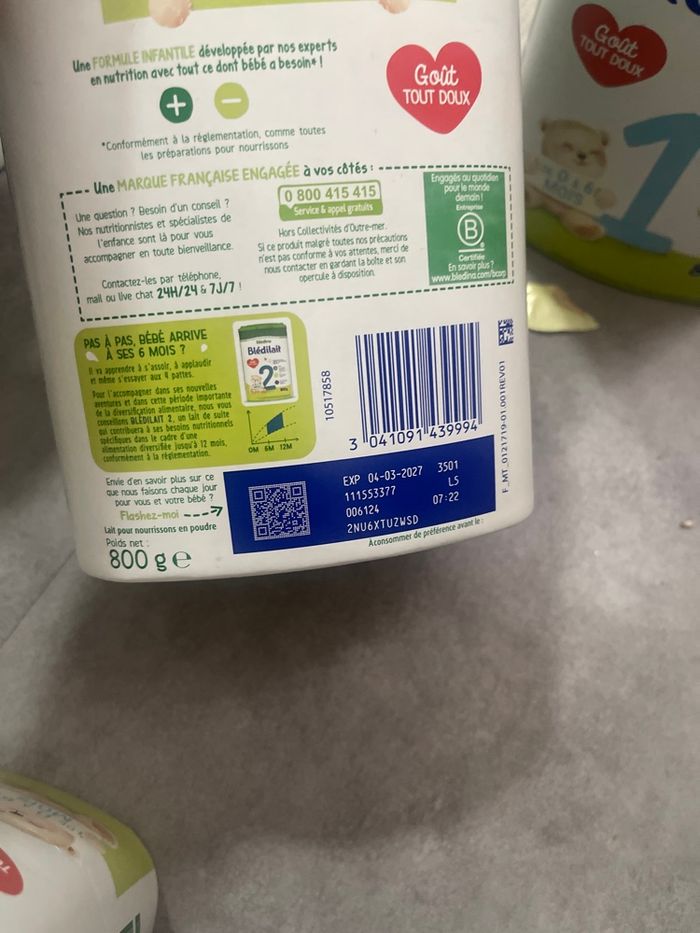 Une FORMULE INFANTILE développée par nos experts
en nutrition avec tout ce dont bébé a besoin* !
*Conformément à la réglementation, comme toutes
les préparations pour nourrissons
Goût
TOUT DOUX
Une MARQUE FRANÇAISE ENGAGÉE à vos côtés :
Une question ? Besoin d'un conseil ?
Nos nutritionnistes et spécialistes de
l'enfance sont là pour vous
accompagner en toute bienveillance.
Contactez-les par téléphone,
mail ou live chat 24H/24 & 7J/7 !
0 800 415 415
Service & appel gratuits
Hors Collectivités d'Outre-mer.
Si ce produit malgré toutes nos précautions
n'est pas conforme à vos attentes, merci de
nous contacter en gardant la boîte et son
opercule à disposition.
Engagés au quotidien
pour le monde
demain !
Entreprise
B
Certifiée
En savoir plus ?
www.bledina.com/bcorp
PAS À PAS, BÉBÉ ARRIVE
À SES 6 MOIS ?
Il va apprendre à s'assoir, à applaudir
et même s'essayer aux 4 pattes.
Pour l'accompagner dans ses nouvelles
aventures et dans cette période importante
de la diversification alimentaire, nous vous
conseillons BLÉDILAIT 2, un lait de suite
qui contribuera à ses besoins nutritionnels
spécifiques dans le cadre d'une
alimentation diversifiée jusqu'à 12 mois,
conformément à la règlementation.
Blédilait
2
0M 6M 12M
10517858
3 041091 439994
F_MT_0121719-01.001REV01
Envie d'en savoir plus sur ce
que nous faisons chaque jour
pour vous et votre bébé ?
Flashez-moi
Lait pour nourrissons en poudre
Poids net :
800 g e
EXP 04-03-2027 3501
111553377 L5
006124 07:22
2NU6XTUZWSD
A consommer de préférence avant le :
Goût
TOUT DOUX
1
0 à 6
MOIS